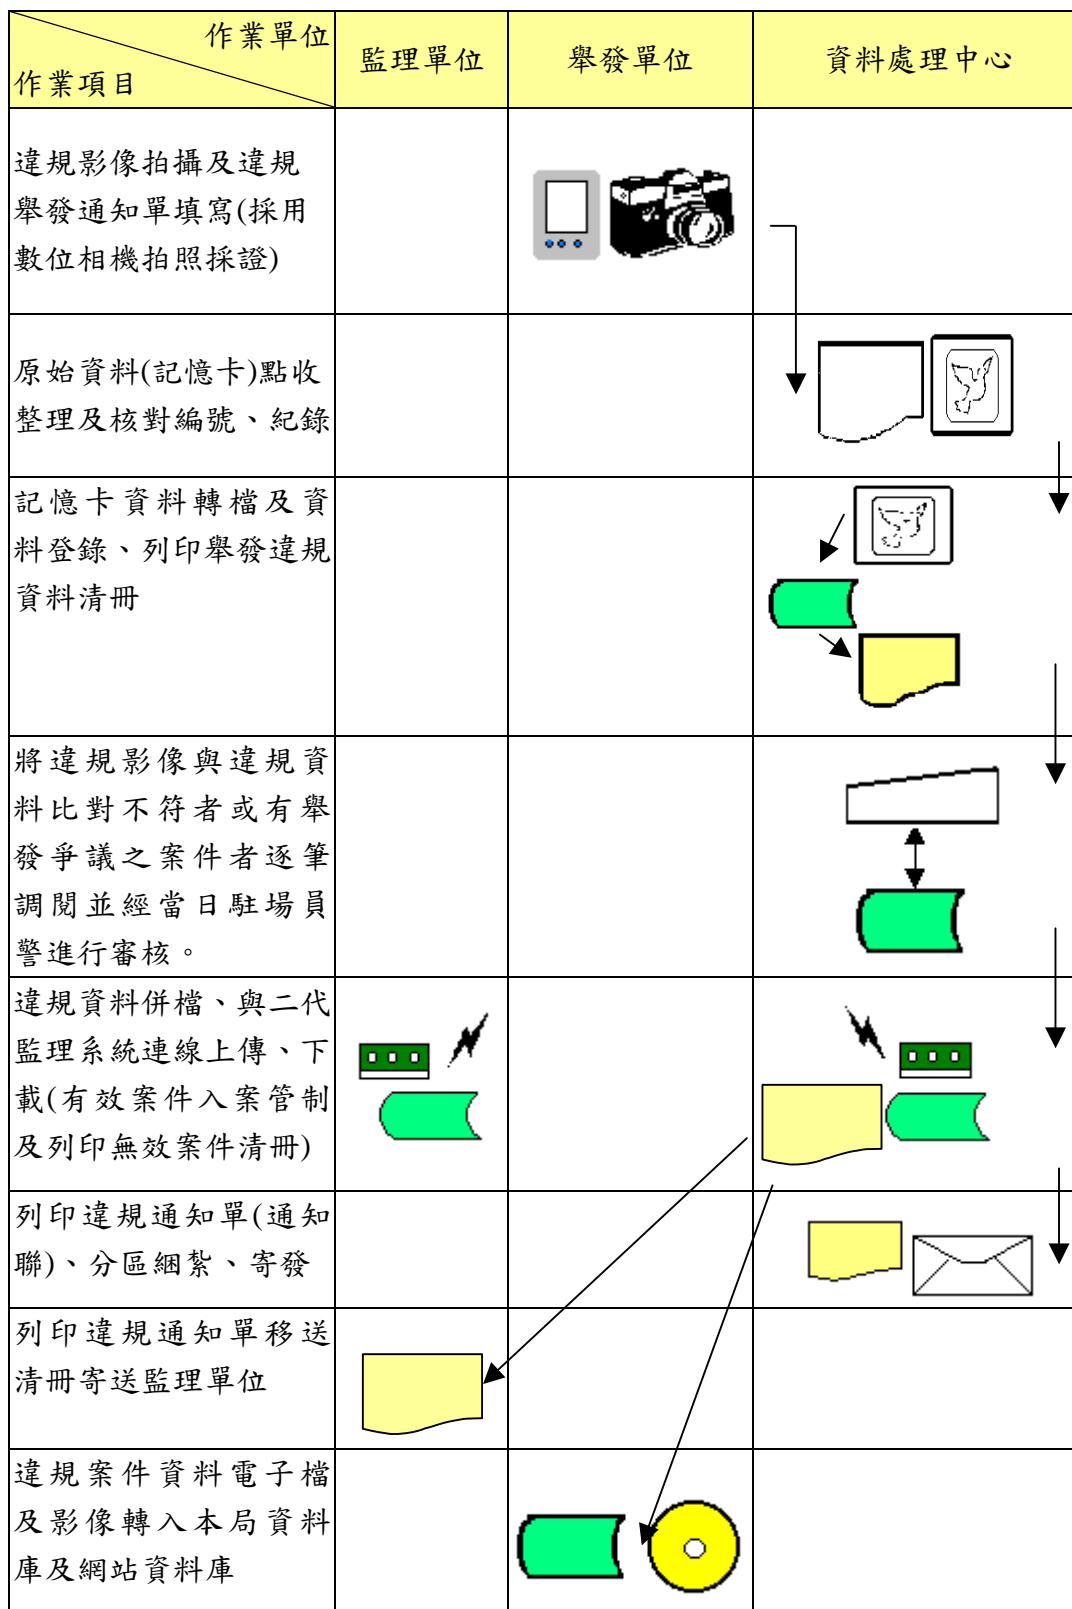 作業單位
作業項目
監理單位
舉發單位
資料處理中心
違規影像拍攝及違規
舉發通知單填寫(採用
數位相機拍照採證)
原始資料(記憶卡)點收
整理及核對編號、紀錄
記憶卡資料轉檔及資
料登錄、列印舉發違規
資料清冊
將違規影像與違規資
料比對不符者或有舉
發爭議之案件者逐筆
調閱並經當日駐場員
警進行審核。
違規資料併檔、與二代
監理系統連線上傳、下
載(有效案件入案管制
及列印無效案件清冊)
列印違規通知單(通知
聯)、分區綑紮、寄發
列印違規通知單移送
清冊寄送監理單位
違規案件資料電子檔
及影像轉入本局資料
庫及網站資料庫